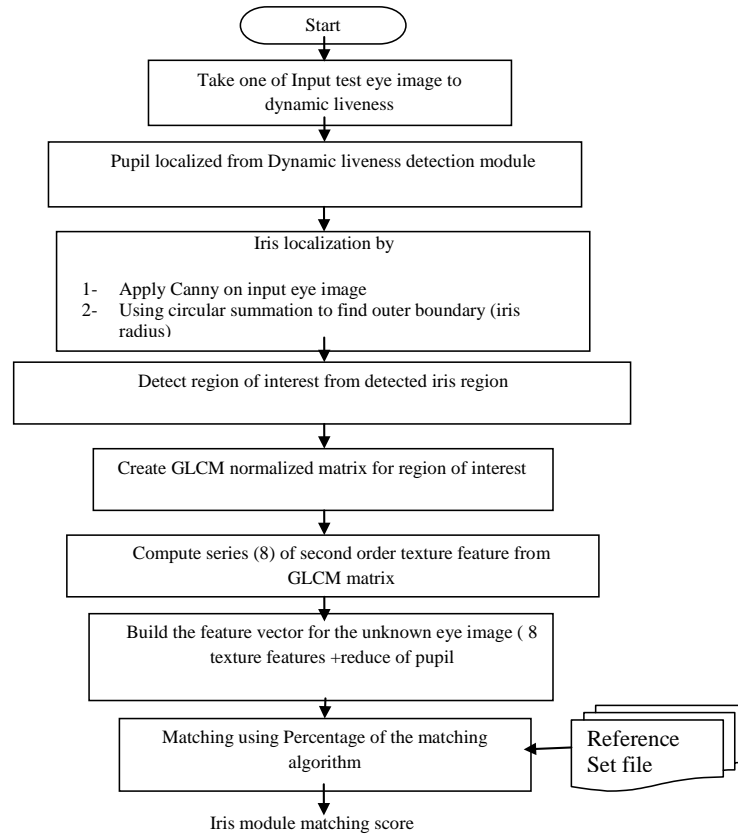 Start
Take one of Input test eye image to
dynamic liveness
Pupil localized from Dynamic liveness detection module
Iris localization by
1- Apply Canny on input eye image
2- Using circular summation to find outer boundary (iris
radius)
Detect region of interest from detected iris region
Create GLCM normalized matrix for region of interest
Compute series (8) of second order texture feature from
GLCM matrix
Build the feature vector for the unknown eye image ( 8
texture features +reduce of pupil
Matching using Percentage of the matching
algorithm
Reference
Set file
Iris module matching score